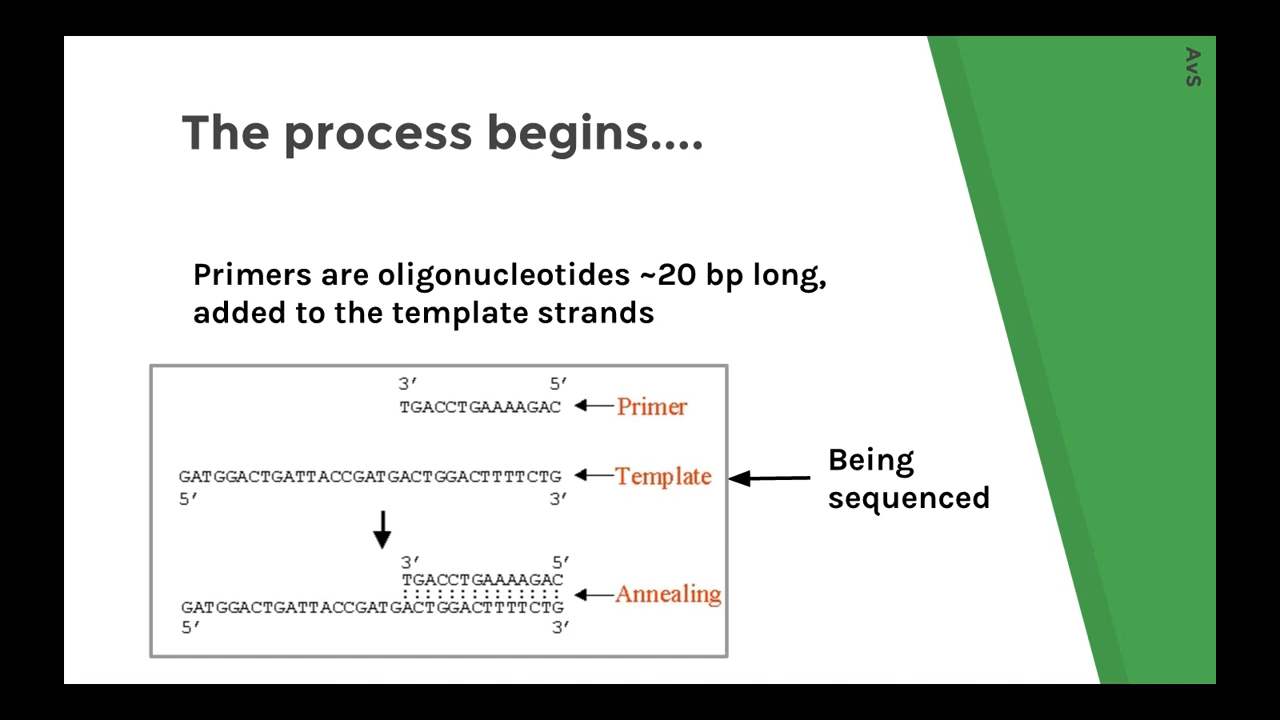 AvS
The process begins....
Primers are oligonucleotides ~20 bp long,
added to the template strands
3′ 5′
TGACCTGAAAAGAC Primer
GATGGACTGATTACCGATGACTGGACTTTTCTG Template
5′ 3′
Being
sequenced
3′ 5′
TGACCTGAAAAGAC
Annealing
GATGGACTGATTACCGATGACTGGACTTTTCTG
5′ 3′